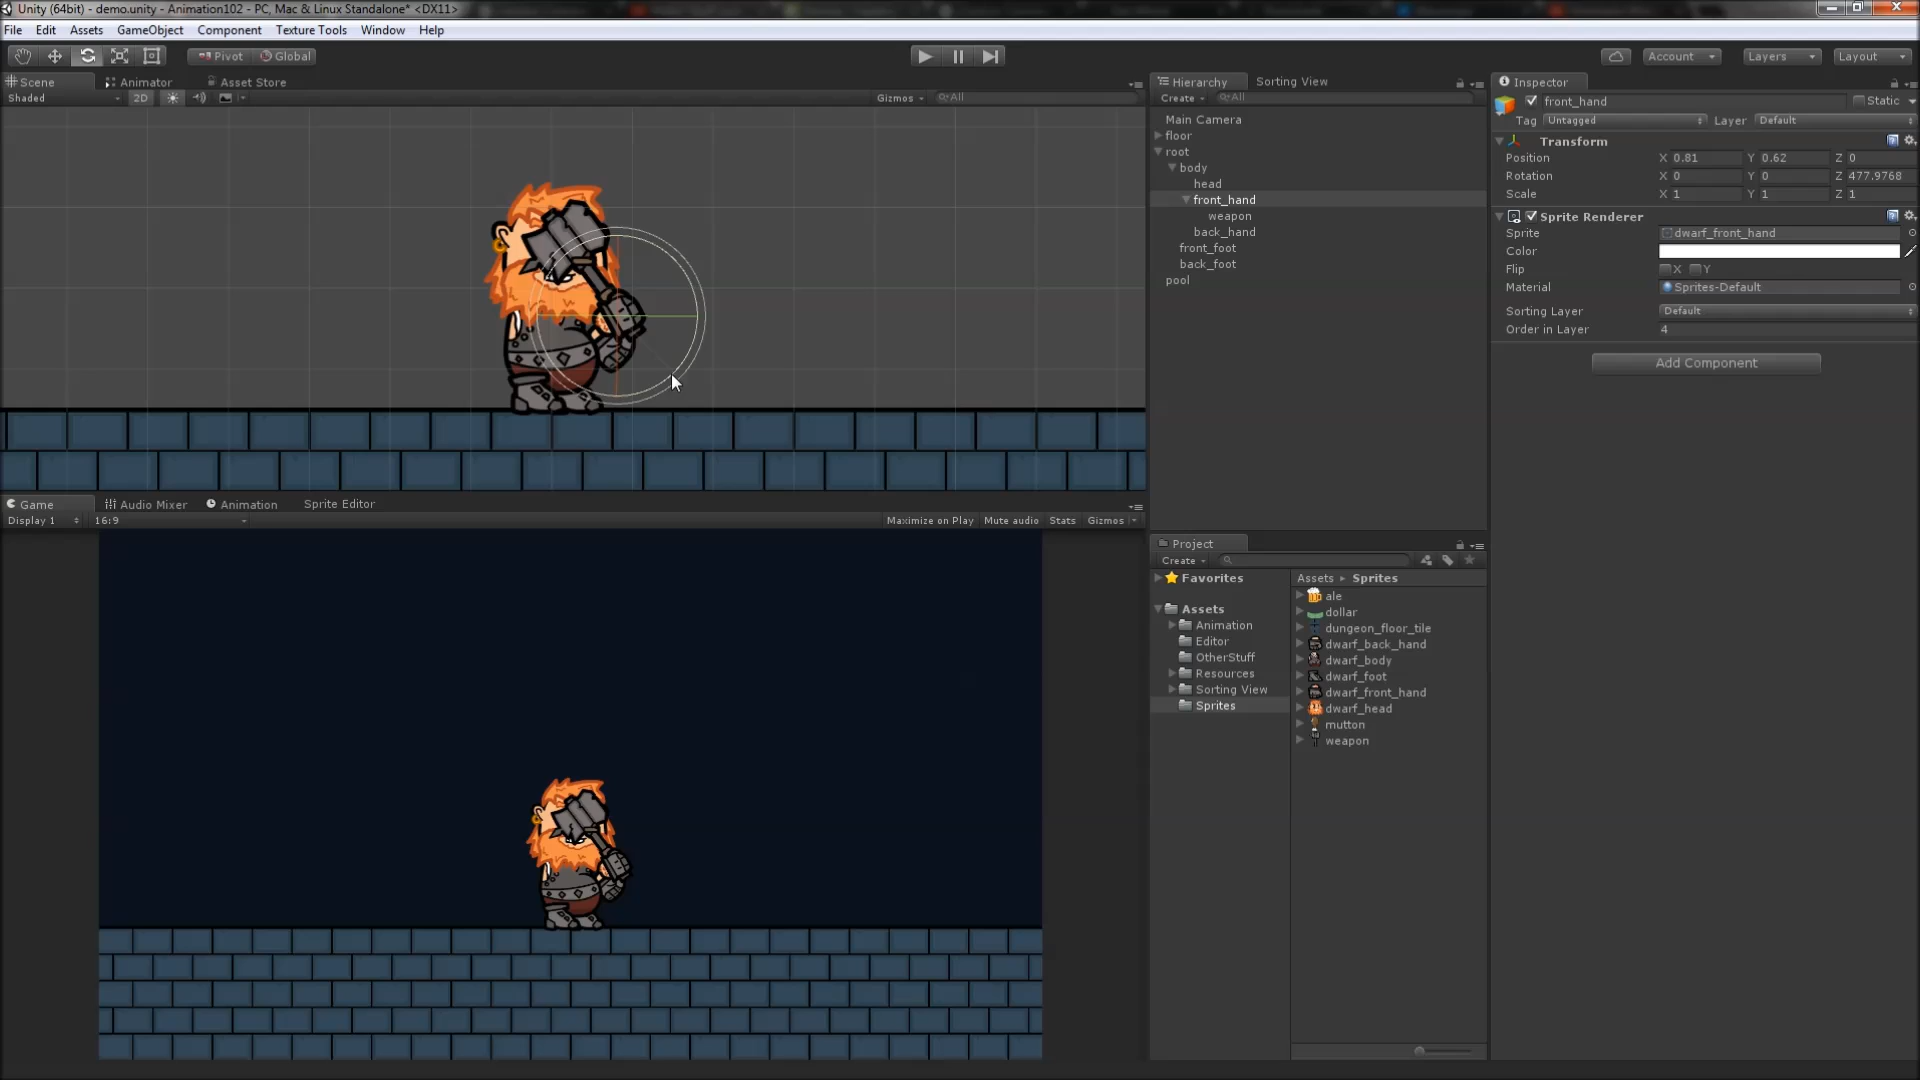 Unity (64bit) - demo.unity - Animation102 - PC, Mac & Linux Standalone* <DX11>
File Edit Assets GameObject Component Texture Tools Window Help
Pivot Global Account Layers Layout
Scene Animator Asset Store
Shaded 2D Gizmos All
Hierarchy Sorting View
Create All
Main Camera
floor
root
body
head
front_hand
weapon
back_hand
front_foot
back_foot
pool
Inspector
front_hand Static
Tag Untagged Layer Default
Transform
Position X 0.81 Y 0.62 Z 0
Rotation X 0 Y 0 Z 477.9768
Scale X 1 Y 1 Z 1
Sprite Renderer
Sprite dwarf_front_hand
Color
Flip X Y
Material Sprites-Default
Sorting Layer Default
Order in Layer 4
Add Component
Game Audio Mixer Animation Sprite Editor
Display 1 16:9 Maximize on Play Mute audio Stats Gizmos
Project
Create
Favorites
Assets
Animation
Editor
OtherStuff
Resources
Sorting View
Sprites
Assets ▸ Sprites
ale
dollar
dungeon_floor_tile
dwarf_back_hand
dwarf_body
dwarf_foot
dwarf_front_hand
dwarf_head
mutton
weapon